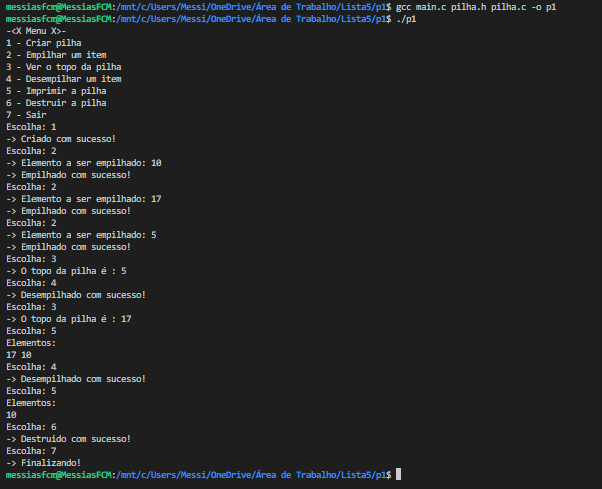 messiasfcm@MessiasFCM:/mnt/c/Users/Messi/OneDrive/Área de Trabalho/Lista5/p1$ gcc main.c pilha.h pilha.c -o p1
messiasfcm@MessiasFCM:/mnt/c/Users/Messi/OneDrive/Área de Trabalho/Lista5/p1$ ./p1
-<X Menu X>-
1 - Criar pilha
2 - Empilhar um item
3 - Ver o topo da pilha
4 - Desempilhar um item
5 - Imprimir a pilha
6 - Destruir a pilha
7 - Sair
Escolha: 1
-> Criado com sucesso!
Escolha: 2
-> Elemento a ser empilhado: 10
-> Empilhado com sucesso!
Escolha: 2
-> Elemento a ser empilhado: 17
-> Empilhado com sucesso!
Escolha: 2
-> Elemento a ser empilhado: 5
-> Empilhado com sucesso!
Escolha: 3
-> O topo da pilha é : 5
Escolha: 4
-> Desempilhado com sucesso!
Escolha: 3
-> O topo da pilha é : 17
Escolha: 5
Elementos:
17 10
Escolha: 4
-> Desempilhado com sucesso!
Escolha: 5
Elementos:
10
Escolha: 6
-> Destruido com sucesso!
Escolha: 7
-> Finalizando!
messiasfcm@MessiasFCM:/mnt/c/Users/Messi/OneDrive/Área de Trabalho/Lista5/p1$